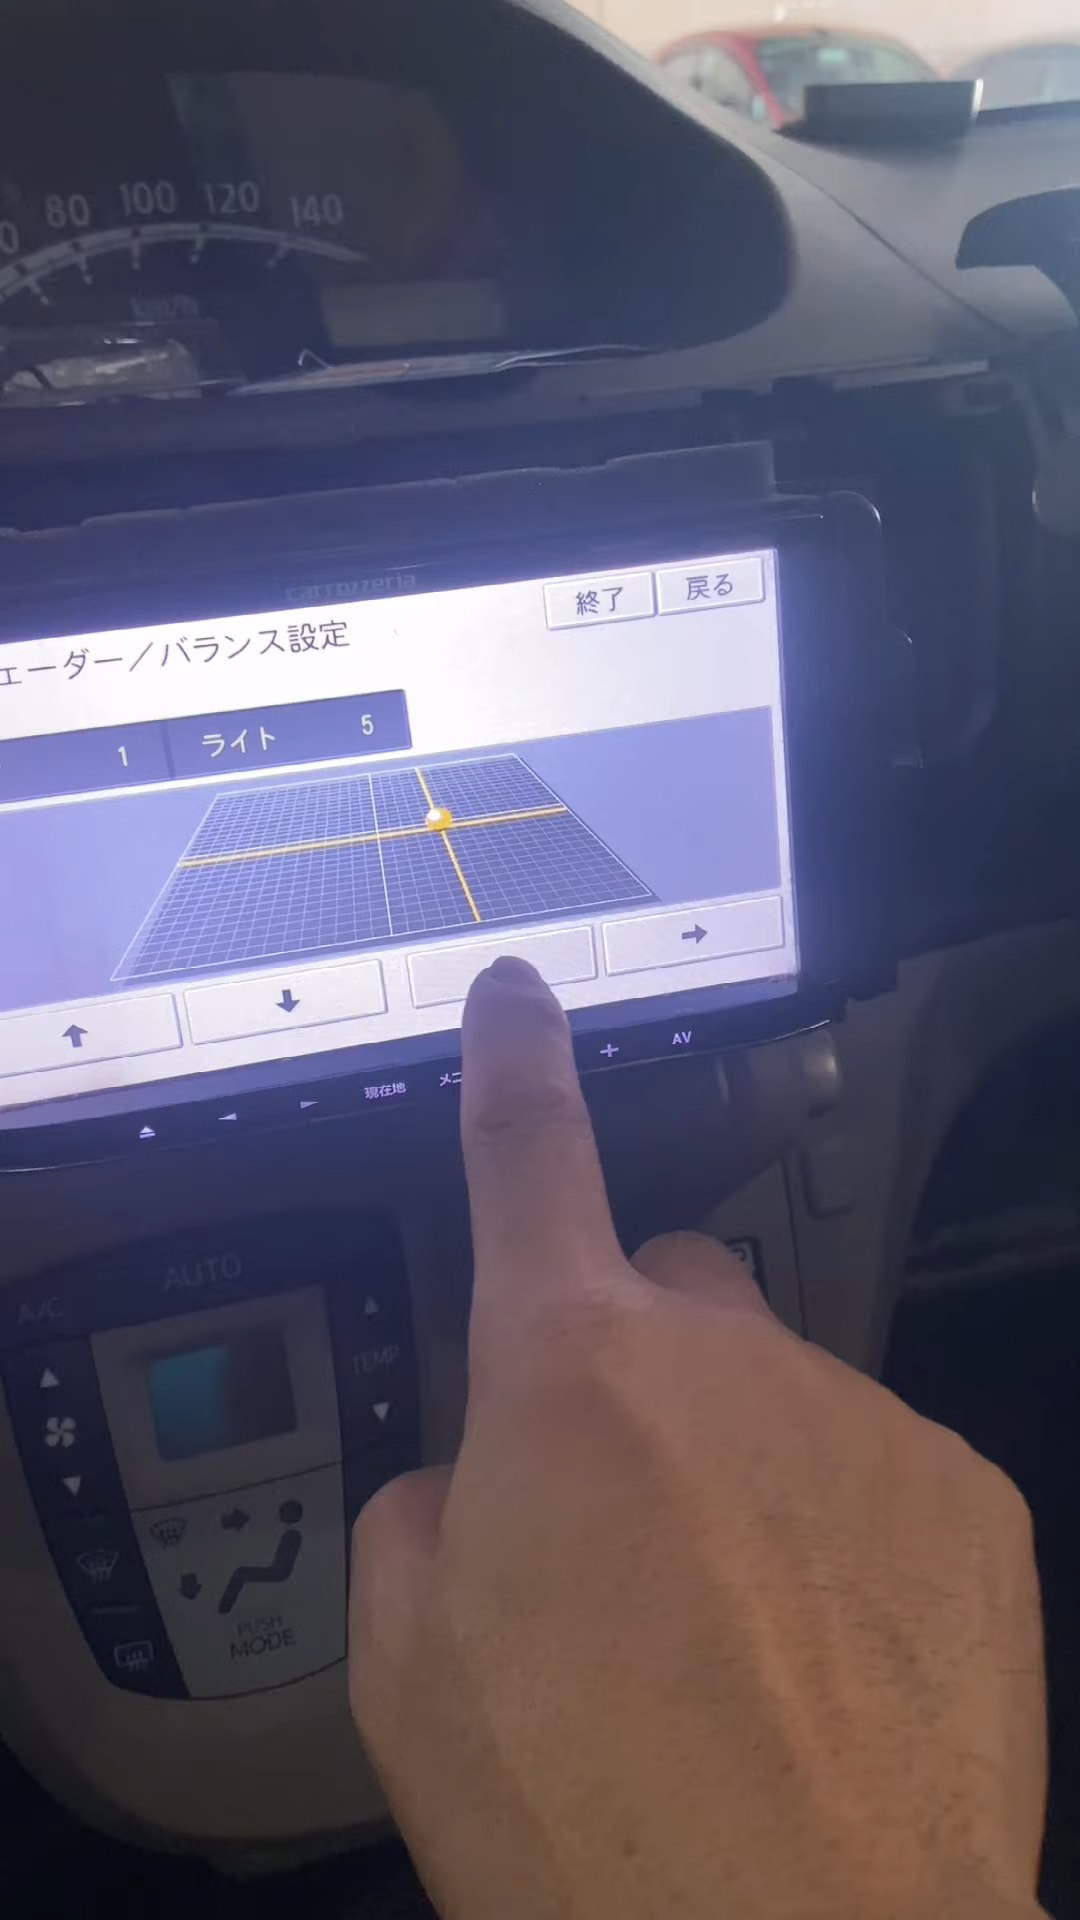 80 100 120 140
km/h
carrozzeria
終了 戻る
ェーダー／バランス設定
1 ライト 5
現在地 AV
AUTO
A/C
TEMP
PUSH
MODE